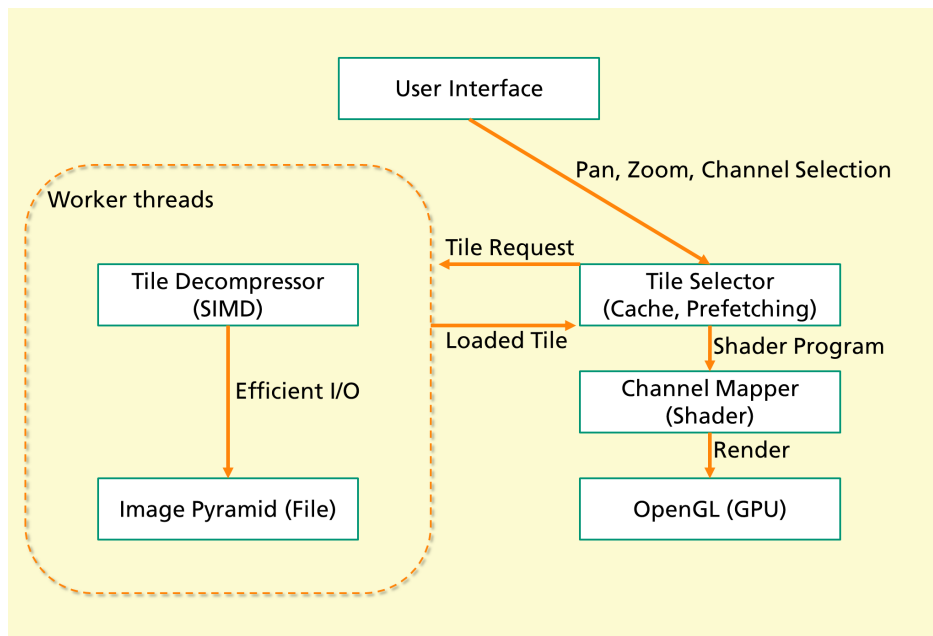 User Interface
Pan, Zoom, Channel Selection
Worker threads
Tile Request
Tile Decompressor
(SIMD)
Tile Selector
(Cache, Prefetching)
Loaded Tile
Shader Program
Efficient I/O
Channel Mapper
(Shader)
Render
Image Pyramid (File)
OpenGL (GPU)